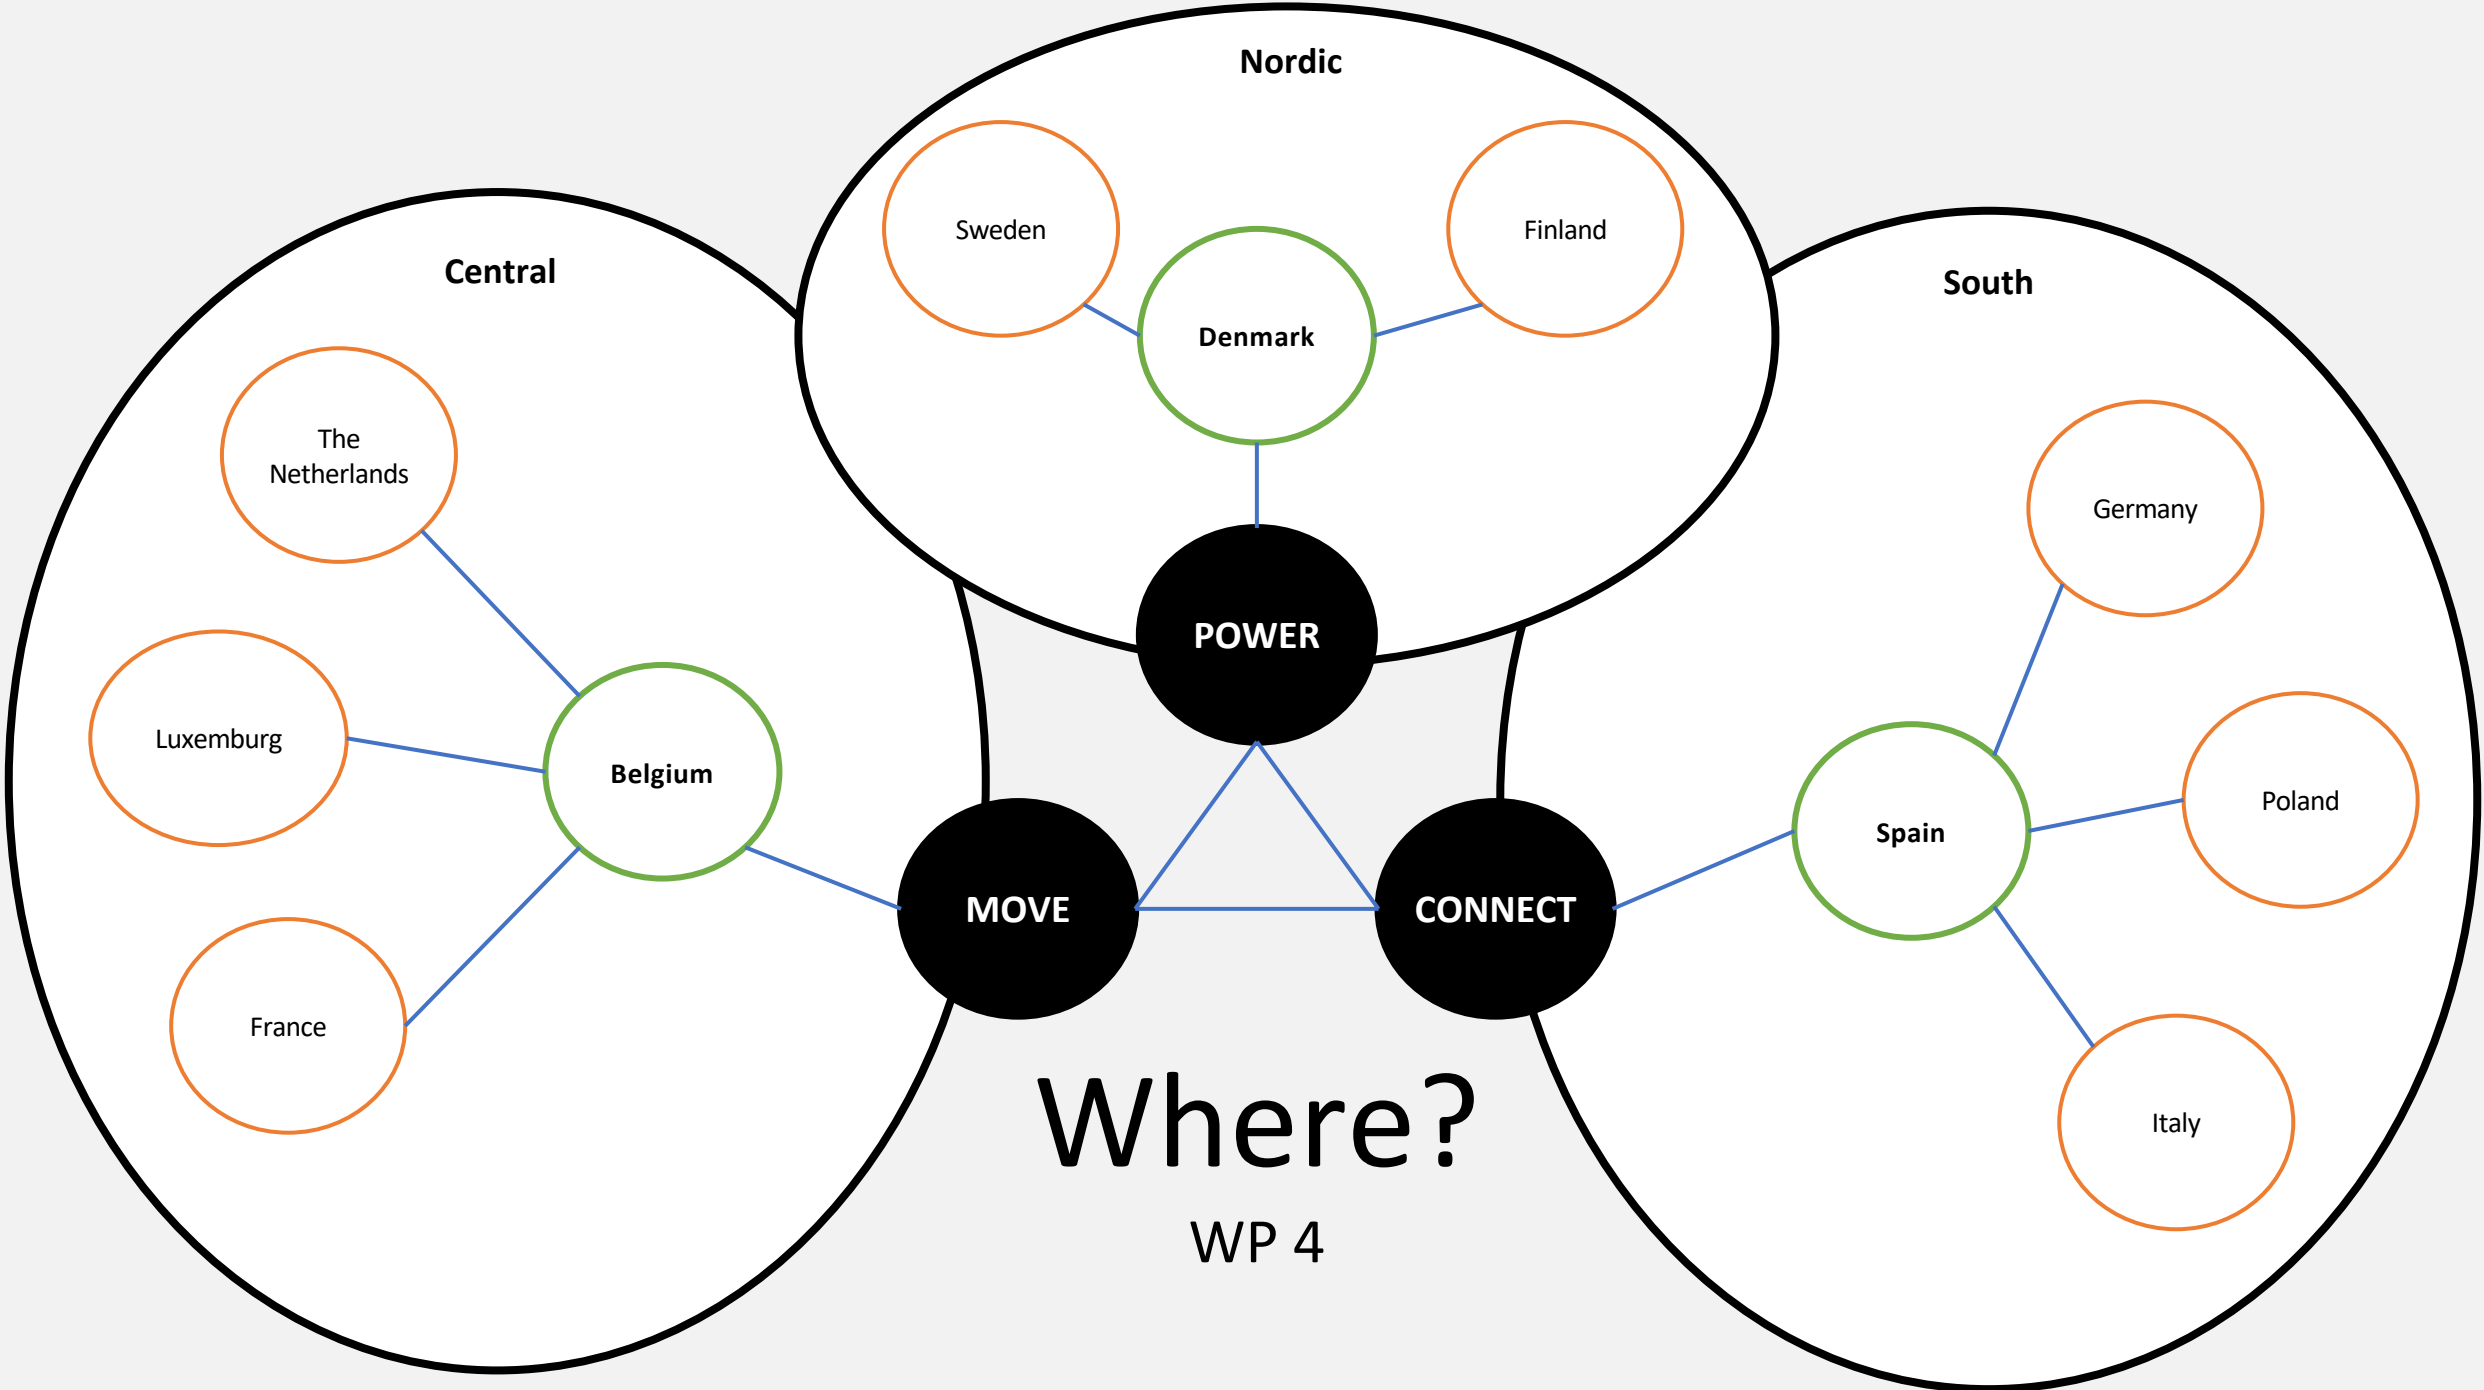 Nordic
Sweden
Finland
Denmark
Central
The
Netherlands
Luxemburg
Belgium
France
South
Germany
Poland
Spain
Italy
POWER
MOVE
CONNECT
Where?
WP 4